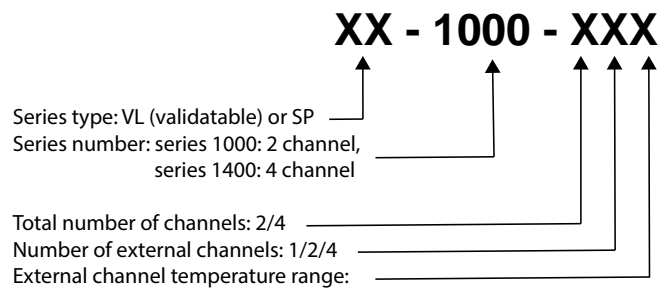 XX - 1000 - XXX
Series type: VL (validatable) or SP
Series number: series 1000: 2 channel,
series 1400: 4 channel
Total number of channels: 2/4
Number of external channels: 1/2/4
External channel temperature range: